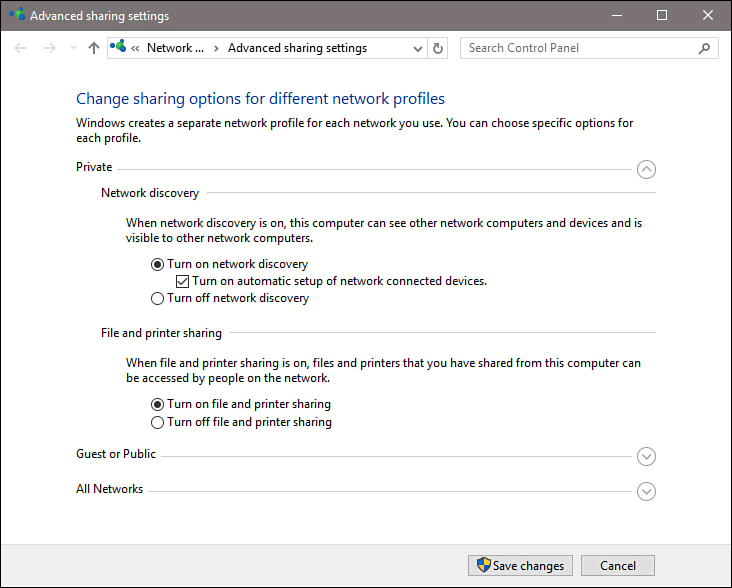 Advanced sharing settings
« Network ... › Advanced sharing settings
Search Control Panel
Change sharing options for different network profiles
Windows creates a separate network profile for each network you use. You can choose specific options for
each profile.
Private
Network discovery
When network discovery is on, this computer can see other network computers and devices and is
visible to other network computers.
Turn on network discovery
Turn on automatic setup of network connected devices.
Turn off network discovery
File and printer sharing
When file and printer sharing is on, files and printers that you have shared from this computer can
be accessed by people on the network.
Turn on file and printer sharing
Turn off file and printer sharing
Guest or Public
All Networks
Save changes
Cancel